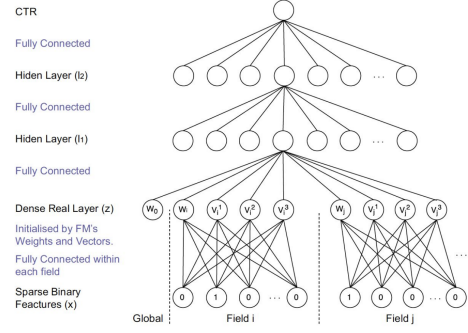 CTR
Fully Connected
Hiden Layer (l2)
. . .
Fully Connected
Hiden Layer (l1)
. . .
Fully Connected
Dense Real Layer (z)
W0 Wi Vi1 Vi2 Vi3 Wj Vj1 Vj2 Vj3
Initialised by FM's
Weights and Vectors.
Fully Connected within
each field
. . .
Sparse Binary
Feactures (x)
0 1 0 . . . 0 1 0 0 . . . 0
Global Field i Field j